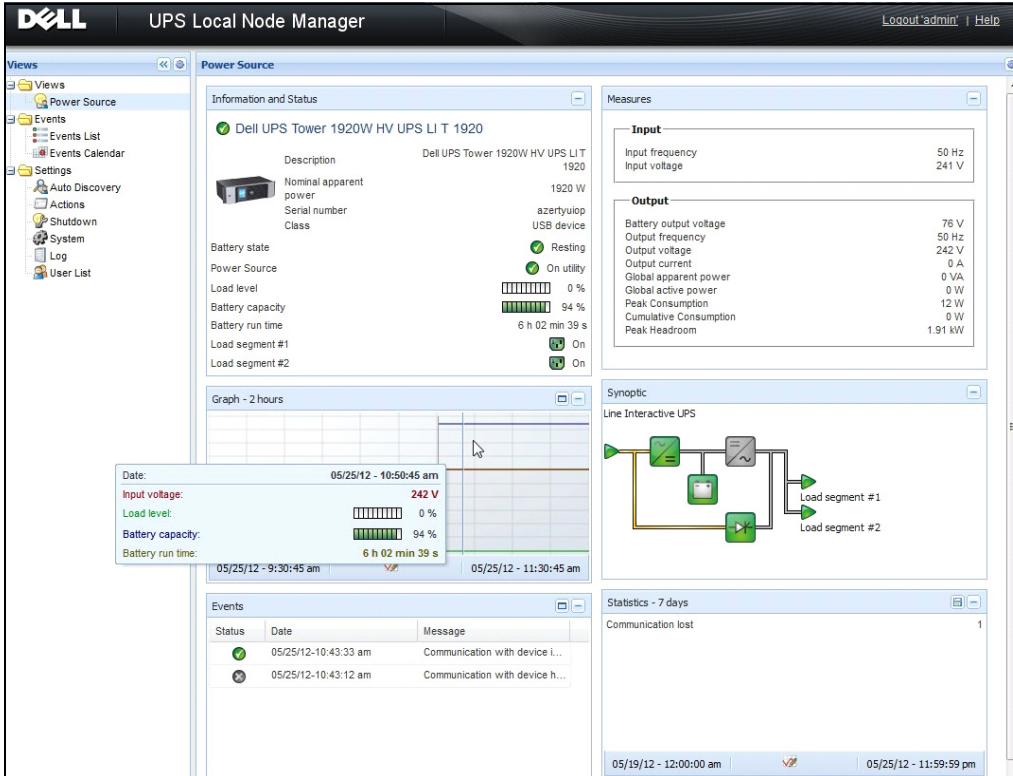 DELL UPS Local Node Manager Logout 'admin' | Help
Views
Views
Power Source
Events
Events List
Events Calendar
Settings
Auto Discovery
Actions
Shutdown
System
Log
User List
Power Source
Information and Status
Dell UPS Tower 1920W HV UPS LI T 1920
Description Dell UPS Tower 1920W HV UPS LI T
1920
Nominal apparent
power 1920 W
Serial number azertyuiop
Class USB device
Battery state Resting
Power Source On utility
Load level 0 %
Battery capacity 94 %
Battery run time 6 h 02 min 39 s
Load segment #1 On
Load segment #2 On
Measures
Input
Input frequency 50 Hz
Input voltage 241 V
Output
Battery output voltage 76 V
Output frequency 50 Hz
Output voltage 242 V
Output current 0 A
Global apparent power 0 VA
Global active power 0 W
Peak Consumption 12 W
Cumulative Consumption 0 W
Peak Headroom 1.91 kW
Graph - 2 hours
Date: 05/25/12 - 10:50:45 am
Input voltage: 242 V
Load level: 0 %
Battery capacity: 94 %
Battery run time: 6 h 02 min 39 s
05/25/12 - 9:30:45 am 05/25/12 - 11:30:45 am
Synoptic
Line Interactive UPS
Load segment #1
Load segment #2
Events
Status Date Message
05/25/12-10:43:33 am Communication with device i...
05/25/12-10:43:12 am Communication with device h...
Statistics - 7 days
Communication lost 1
05/19/12 - 12:00:00 am 05/25/12 - 11:59:59 pm